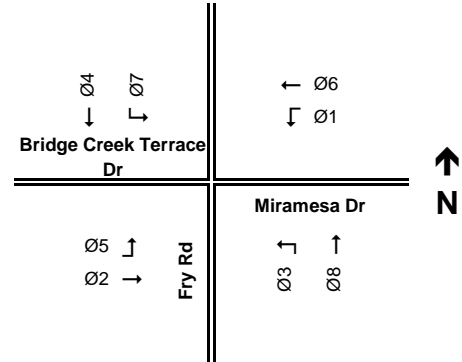 Ø4 Ø7
← Ø6
Ø1
Bridge Creek Terrace
Dr
N
Miramesa Dr
Ø5
Ø2 →
Fry Rd
Ø3 Ø8